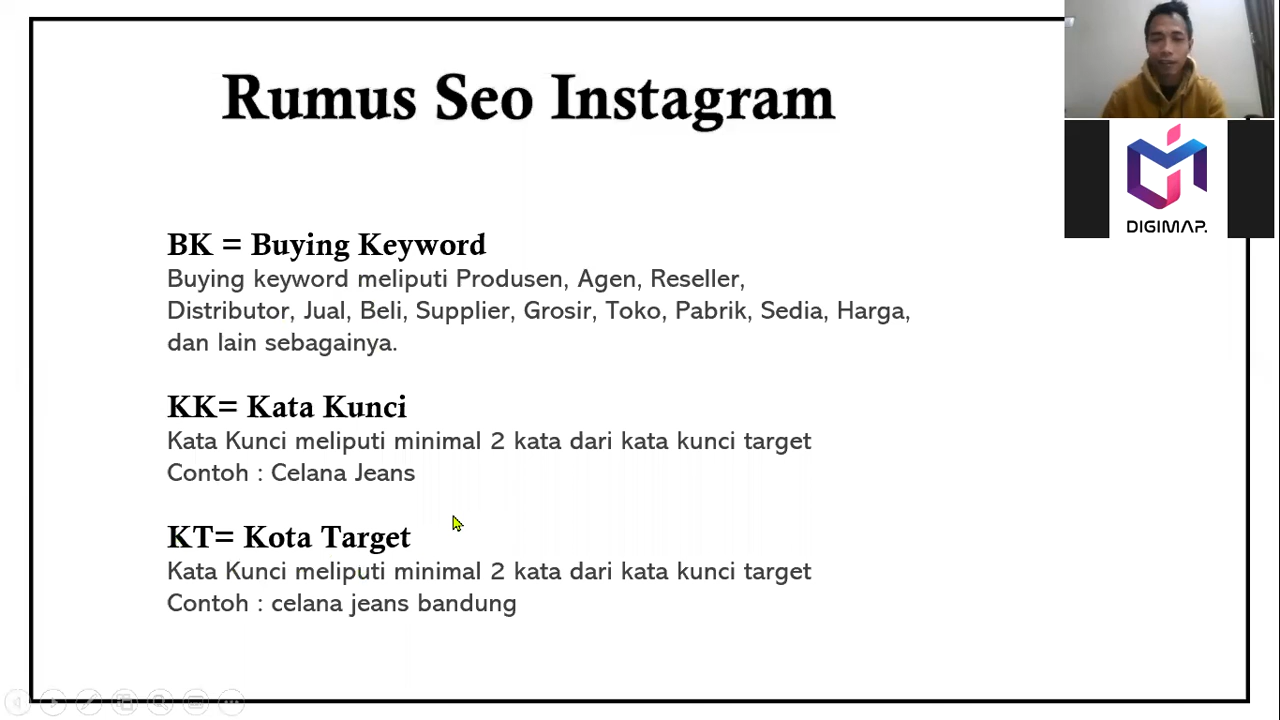 Rumus Seo Instagram
BK = Buying Keyword
Buying keyword meliputi Produsen, Agen, Reseller,
Distributor, Jual, Beli, Supplier, Grosir, Toko, Pabrik, Sedia, Harga,
dan lain sebagainya.
KK= Kata Kunci
Kata Kunci meliputi minimal 2 kata dari kata kunci target
Contoh : Celana Jeans
KT= Kota Target
Kata Kunci meliputi minimal 2 kata dari kata kunci target
Contoh : celana jeans bandung
DIGIMAP.